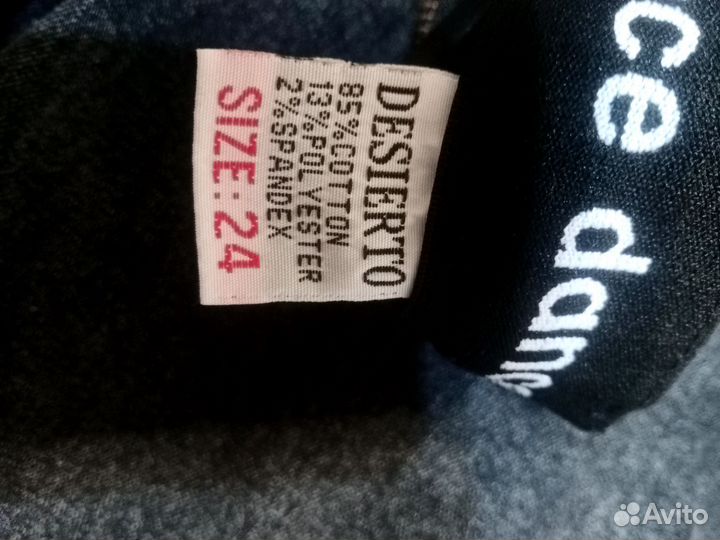 DESIERTO
85%COTTON
13%POLYESTER
2%SPANDEX
SIZE:24
ce dan
Avito